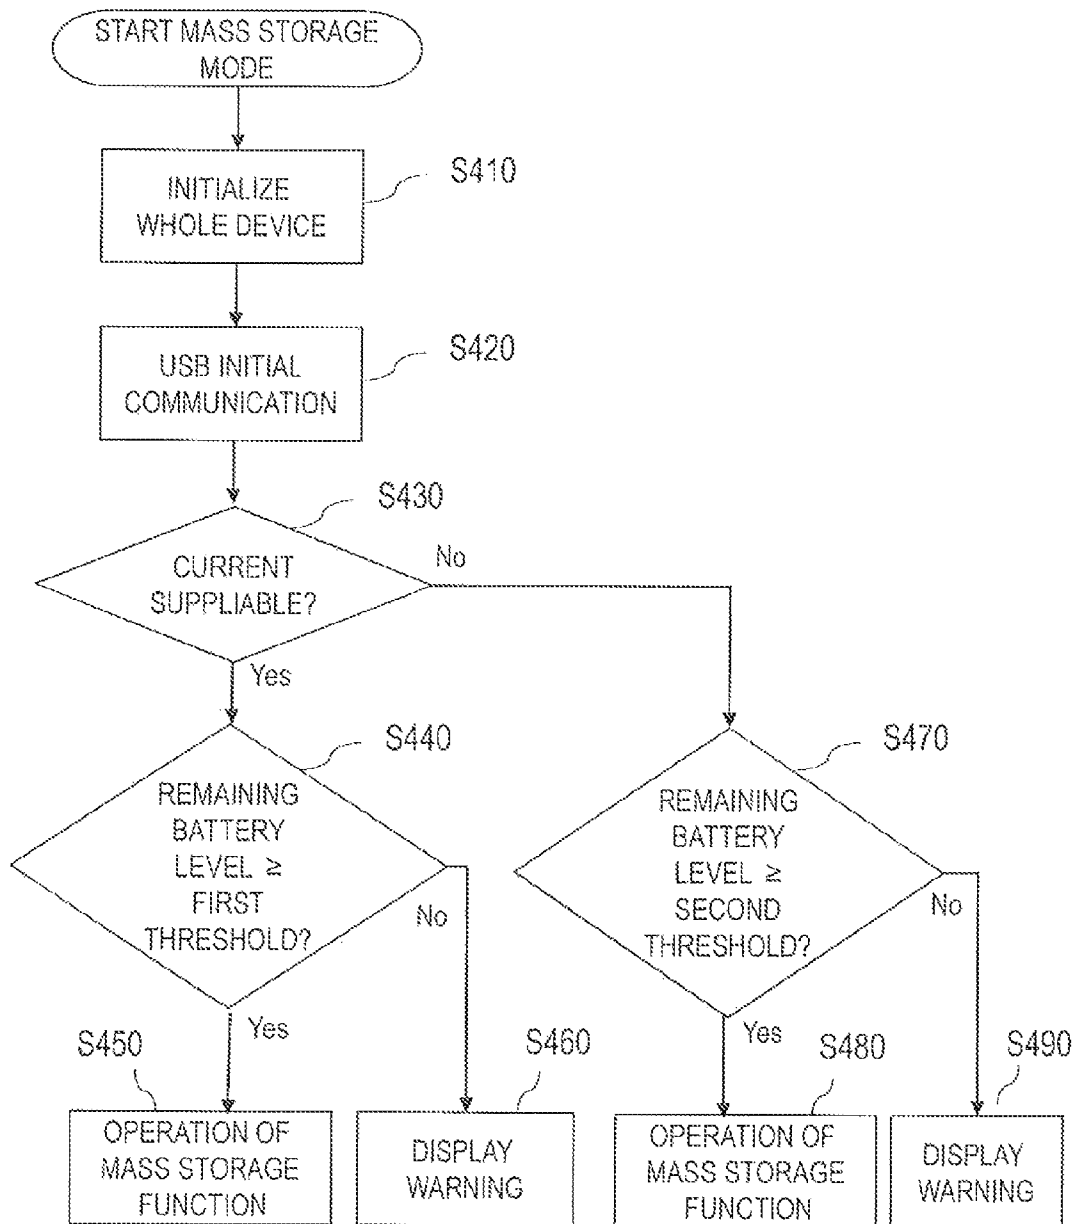 START MASS STORAGE
MODE
S410
INITIALIZE
WHOLE DEVICE
S420
USB INITIAL
COMMUNICATION
S430
No
CURRENT
SUPPLIABLE?
Yes
S440
REMAINING
BATTERY
LEVEL ≥
FIRST
THRESHOLD?
No
Yes
S470
REMAINING
BATTERY
LEVEL ≥
SECOND
THRESHOLD?
No
Yes
S450
OPERATION OF
MASS STORAGE
FUNCTION
S460
DISPLAY
WARNING
S480
OPERATION OF
MASS STORAGE
FUNCTION
S490
DISPLAY
WARNING